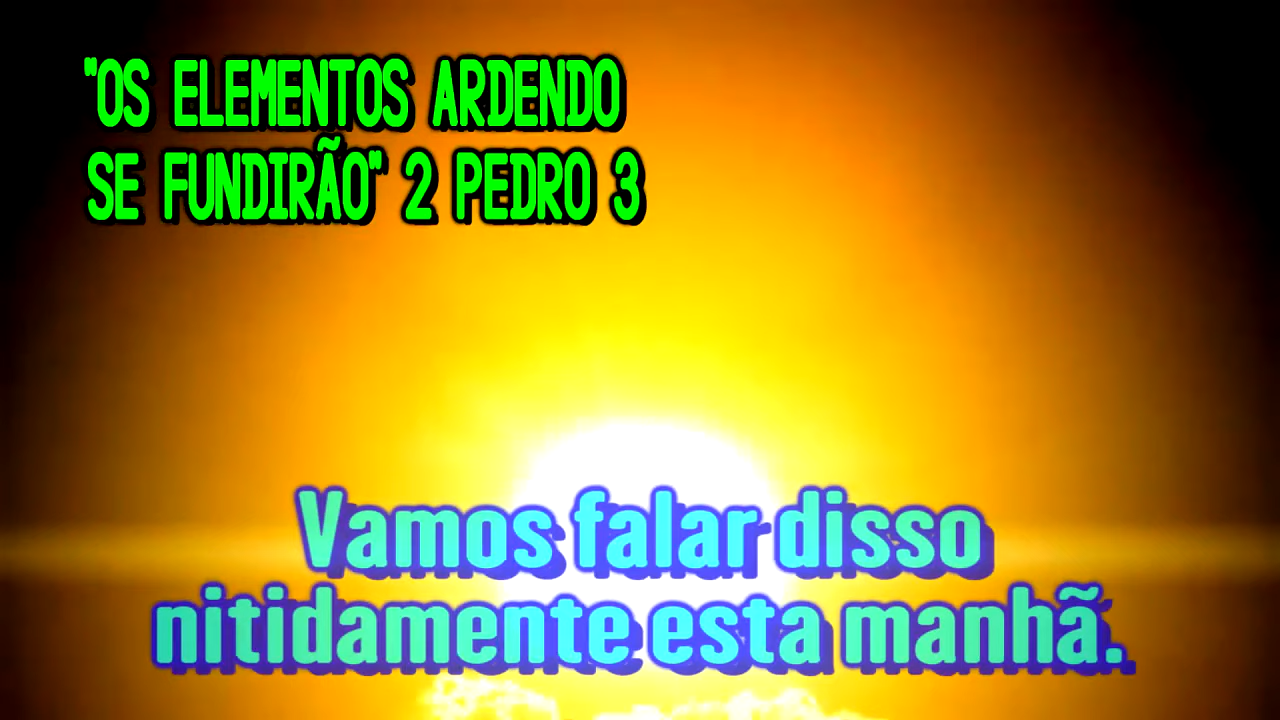 "OS ELEMENTOS ARDENDO
SE FUNDIRÃO" 2 PEDRO 3
Vamos falar disso
nitidamente esta manhã.